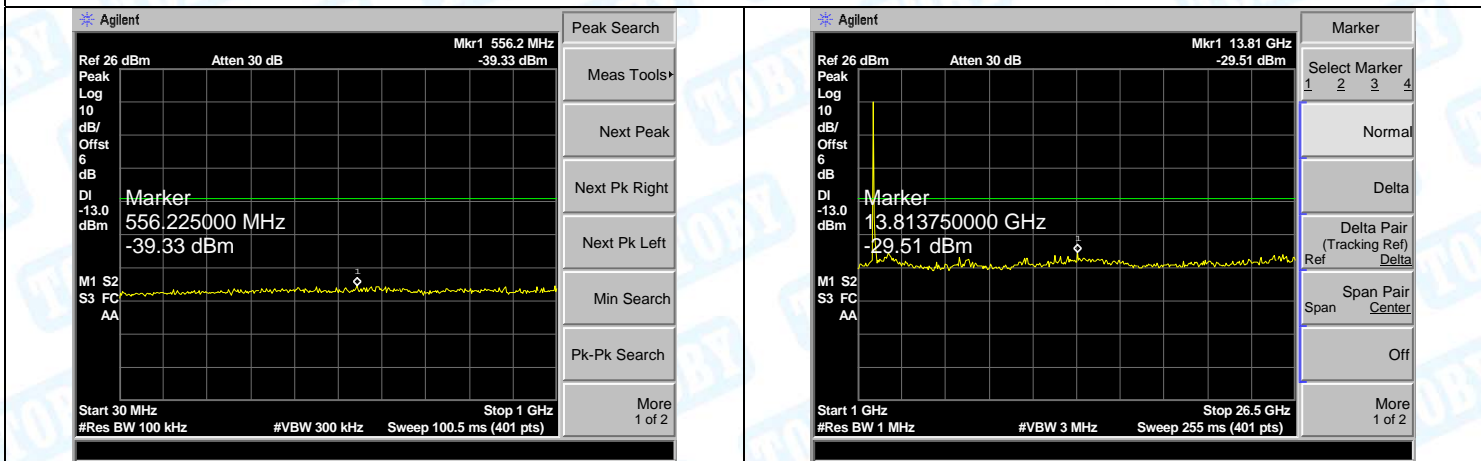 Agilent
Mkr1 556.2 MHz
Ref 26 dBm Atten 30 dB -39.33 dBm
Peak
Log
10
dB/
Offst
6
dB
DI
-13.0
dBm
Marker
556.225000 MHz
-39.33 dBm
1
M1 S2
S3 FC
AA
Start 30 MHz Stop 1 GHz
#Res BW 100 kHz #VBW 300 kHz Sweep 100.5 ms (401 pts)
Peak Search
Meas Tools
Next Peak
Next Pk Right
Next Pk Left
Min Search
Pk-Pk Search
More
1 of 2
Agilent
Mkr1 13.81 GHz
Ref 26 dBm Atten 30 dB -29.51 dBm
Peak
Log
10
dB/
Offst
6
dB
DI
-13.0
dBm
Marker
13.813750000 GHz
-29.51 dBm
1
M1 S2
S3 FC
AA
Start 1 GHz Stop 26.5 GHz
#Res BW 1 MHz #VBW 3 MHz Sweep 255 ms (401 pts)
Marker
Select Marker
1 2 3 4
Normal
Delta
Delta Pair
(Tracking Ref)
Ref Delta
Span Pair
Span Center
Off
More
1 of 2
TOBY